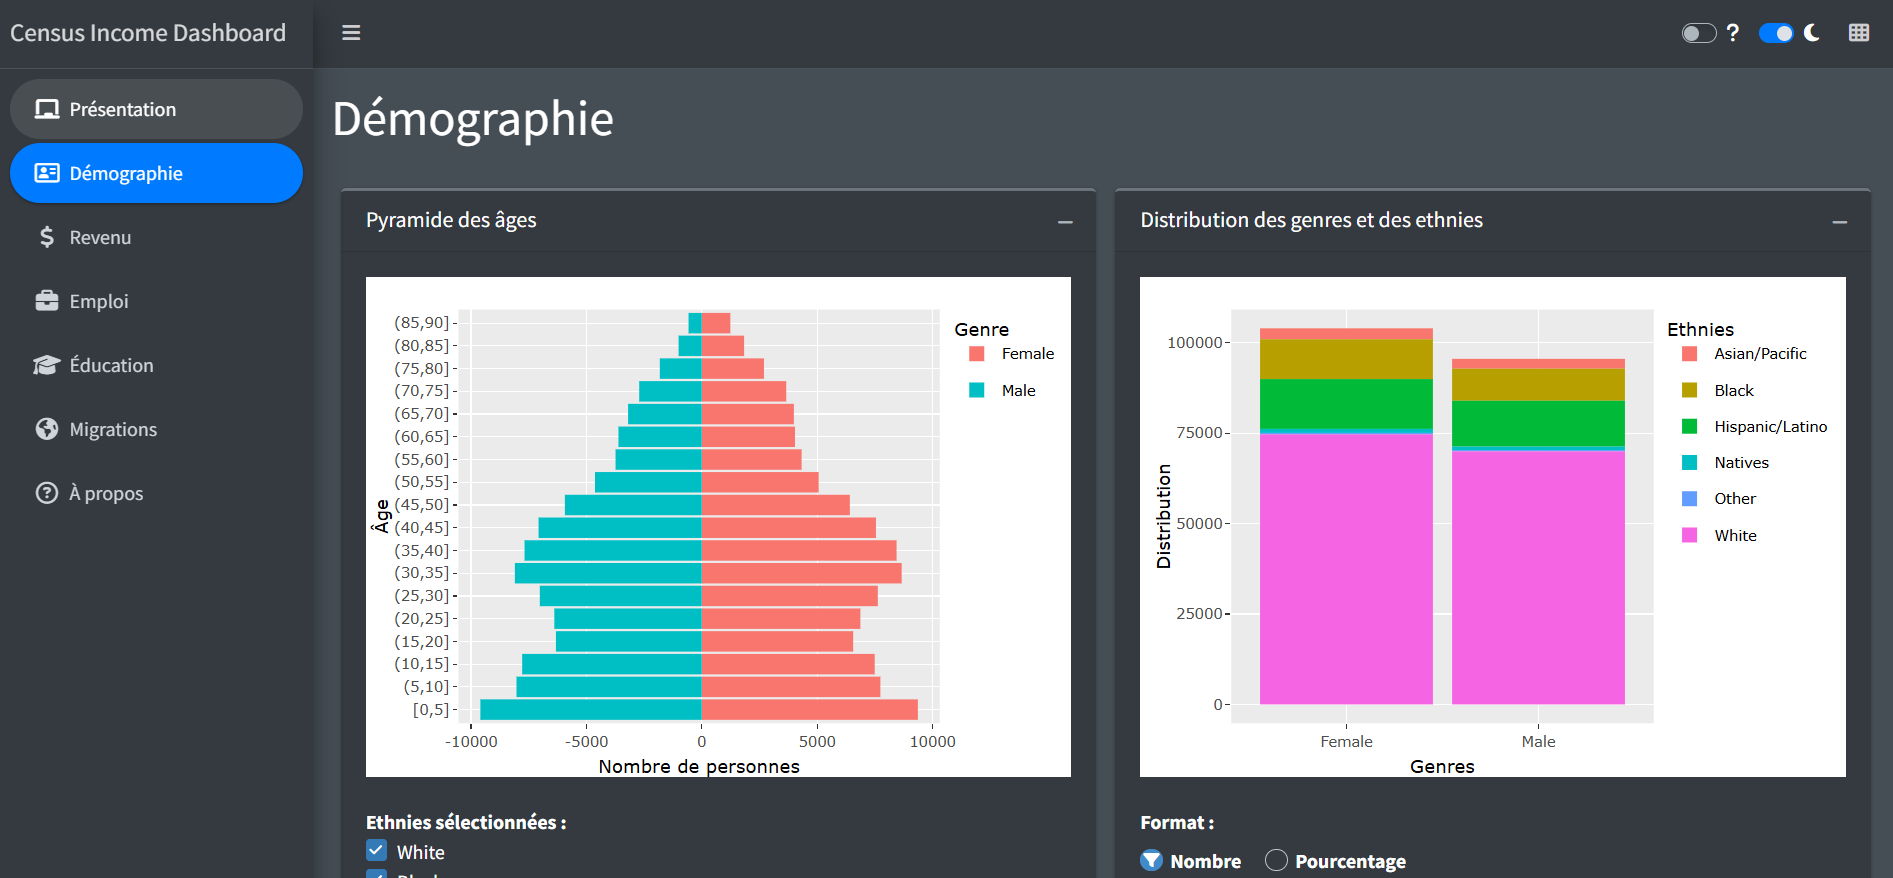 Census Income Dashboard
?
Présentation
Démographie
Revenu
Emploi
Éducation
Migrations
À propos
Démographie
Pyramide des âges
(85,90]
(80,85]
(75,80]
(70,75]
(65,70]
(60,65]
(55,60]
(50,55]
(45,50]
(40,45]
(35,40]
(30,35]
(25,30]
(20,25]
(15,20]
(10,15]
(5,10]
[0,5]
Âge
-10000 -5000 0 5000 10000
Nombre de personnes
Genre
Female
Male
Ethnies sélectionnées :
White
Distribution des genres et des ethnies
100000
75000
50000
25000
0
Distribution
Female Male
Genres
Ethnies
Asian/Pacific
Black
Hispanic/Latino
Natives
Other
White
Format :
Nombre Pourcentage